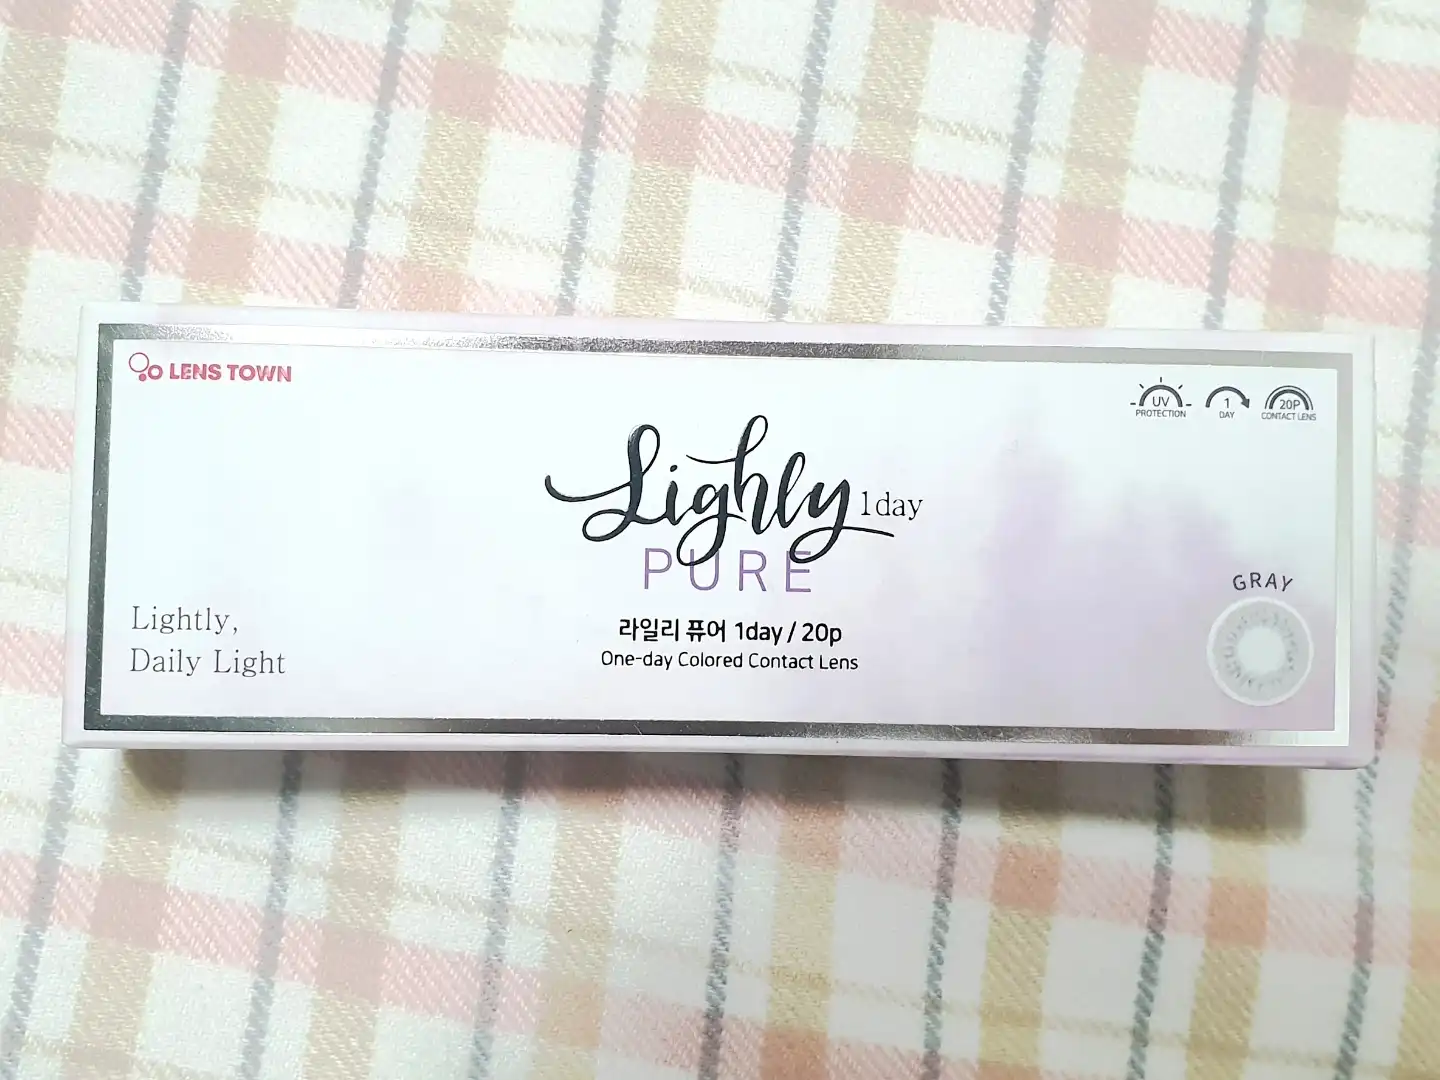 LENS TOWN
UV
PROTECTION
1
DAY
20P
CONTACT LENS
Lighly 1day
PURE
라일리 퓨어 1day / 20p
One-day Colored Contact Lens
Lightly,
Daily Light
GRAY